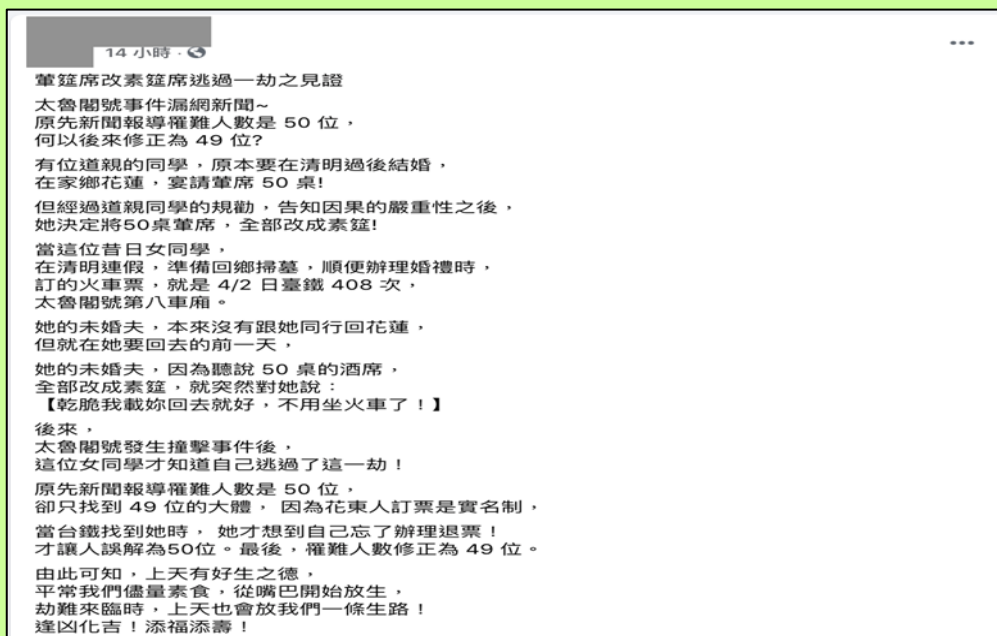 14 小時 ·
葷筵席改素筵席逃過一劫之見證
太魯閣號事件漏網新聞~
原先新聞報導罹難人數是 50 位，
何以後來修正為 49 位?
有位道親的同學，原本要在清明過後結婚，
在家鄉花蓮，宴請葷席 50 桌!
但經過道親同學的規勸，告知因果的嚴重性之後，
她決定將50桌葷席，全部改成素筵!
當這位昔日女同學，
在清明連假，準備回鄉掃墓，順便辦理婚禮時，
訂的火車票，就是 4/2 日臺鐵 408 次，
太魯閣號第八車廂。
她的未婚夫，本來沒有跟她同行回花蓮，
但就在她要回去的前一天，
她的未婚夫，因為聽說 50 桌的酒席，
全部改成素筵，就突然對她說：
【乾脆我載妳回去就好，不用坐火車了！】
後來，
太魯閣號發生撞擊事件後，
這位女同學才知道自己逃過了這一劫！
原先新聞報導罹難人數是 50 位，
卻只找到 49 位的大體， 因為花東人訂票是實名制，
當台鐵找到她時， 她才想到自己忘了辦理退票！
才讓人誤解為50位。最後，罹難人數修正為 49 位。
由此可知，上天有好生之德，
平常我們儘量素食，從嘴巴開始放生，
劫難來臨時，上天也會放我們一條生路！
逢凶化吉！添福添壽！